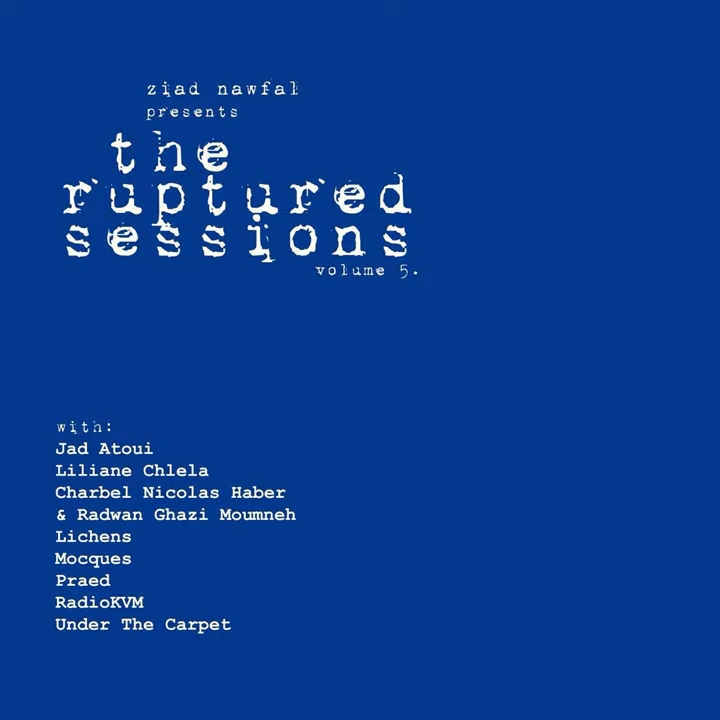 ziad nawfal
presents
the
ruptured
sessions
volume 5.
with:
Jad Atoui
Liliane Chlela
Charbel Nicolas Haber
& Radwan Ghazi Moumneh
Lichens
Mocques
Praed
RadioKVM
Under The Carpet